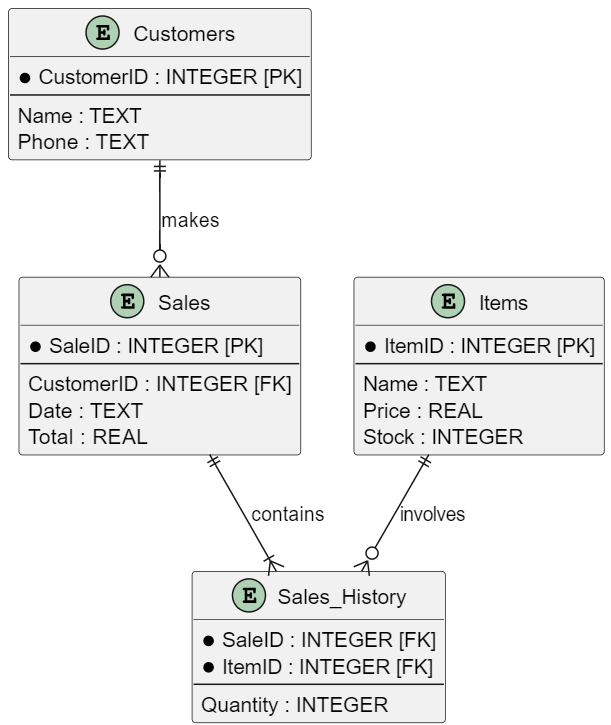 E Customers
CustomerID : INTEGER [PK]
Name : TEXT
Phone : TEXT
makes
E Sales
SaleID : INTEGER [PK]
CustomerID : INTEGER [FK]
Date : TEXT
Total : REAL
E Items
ItemID : INTEGER [PK]
Name : TEXT
Price : REAL
Stock : INTEGER
contains
involves
E Sales_History
SaleID : INTEGER [FK]
ItemID : INTEGER [FK]
Quantity : INTEGER